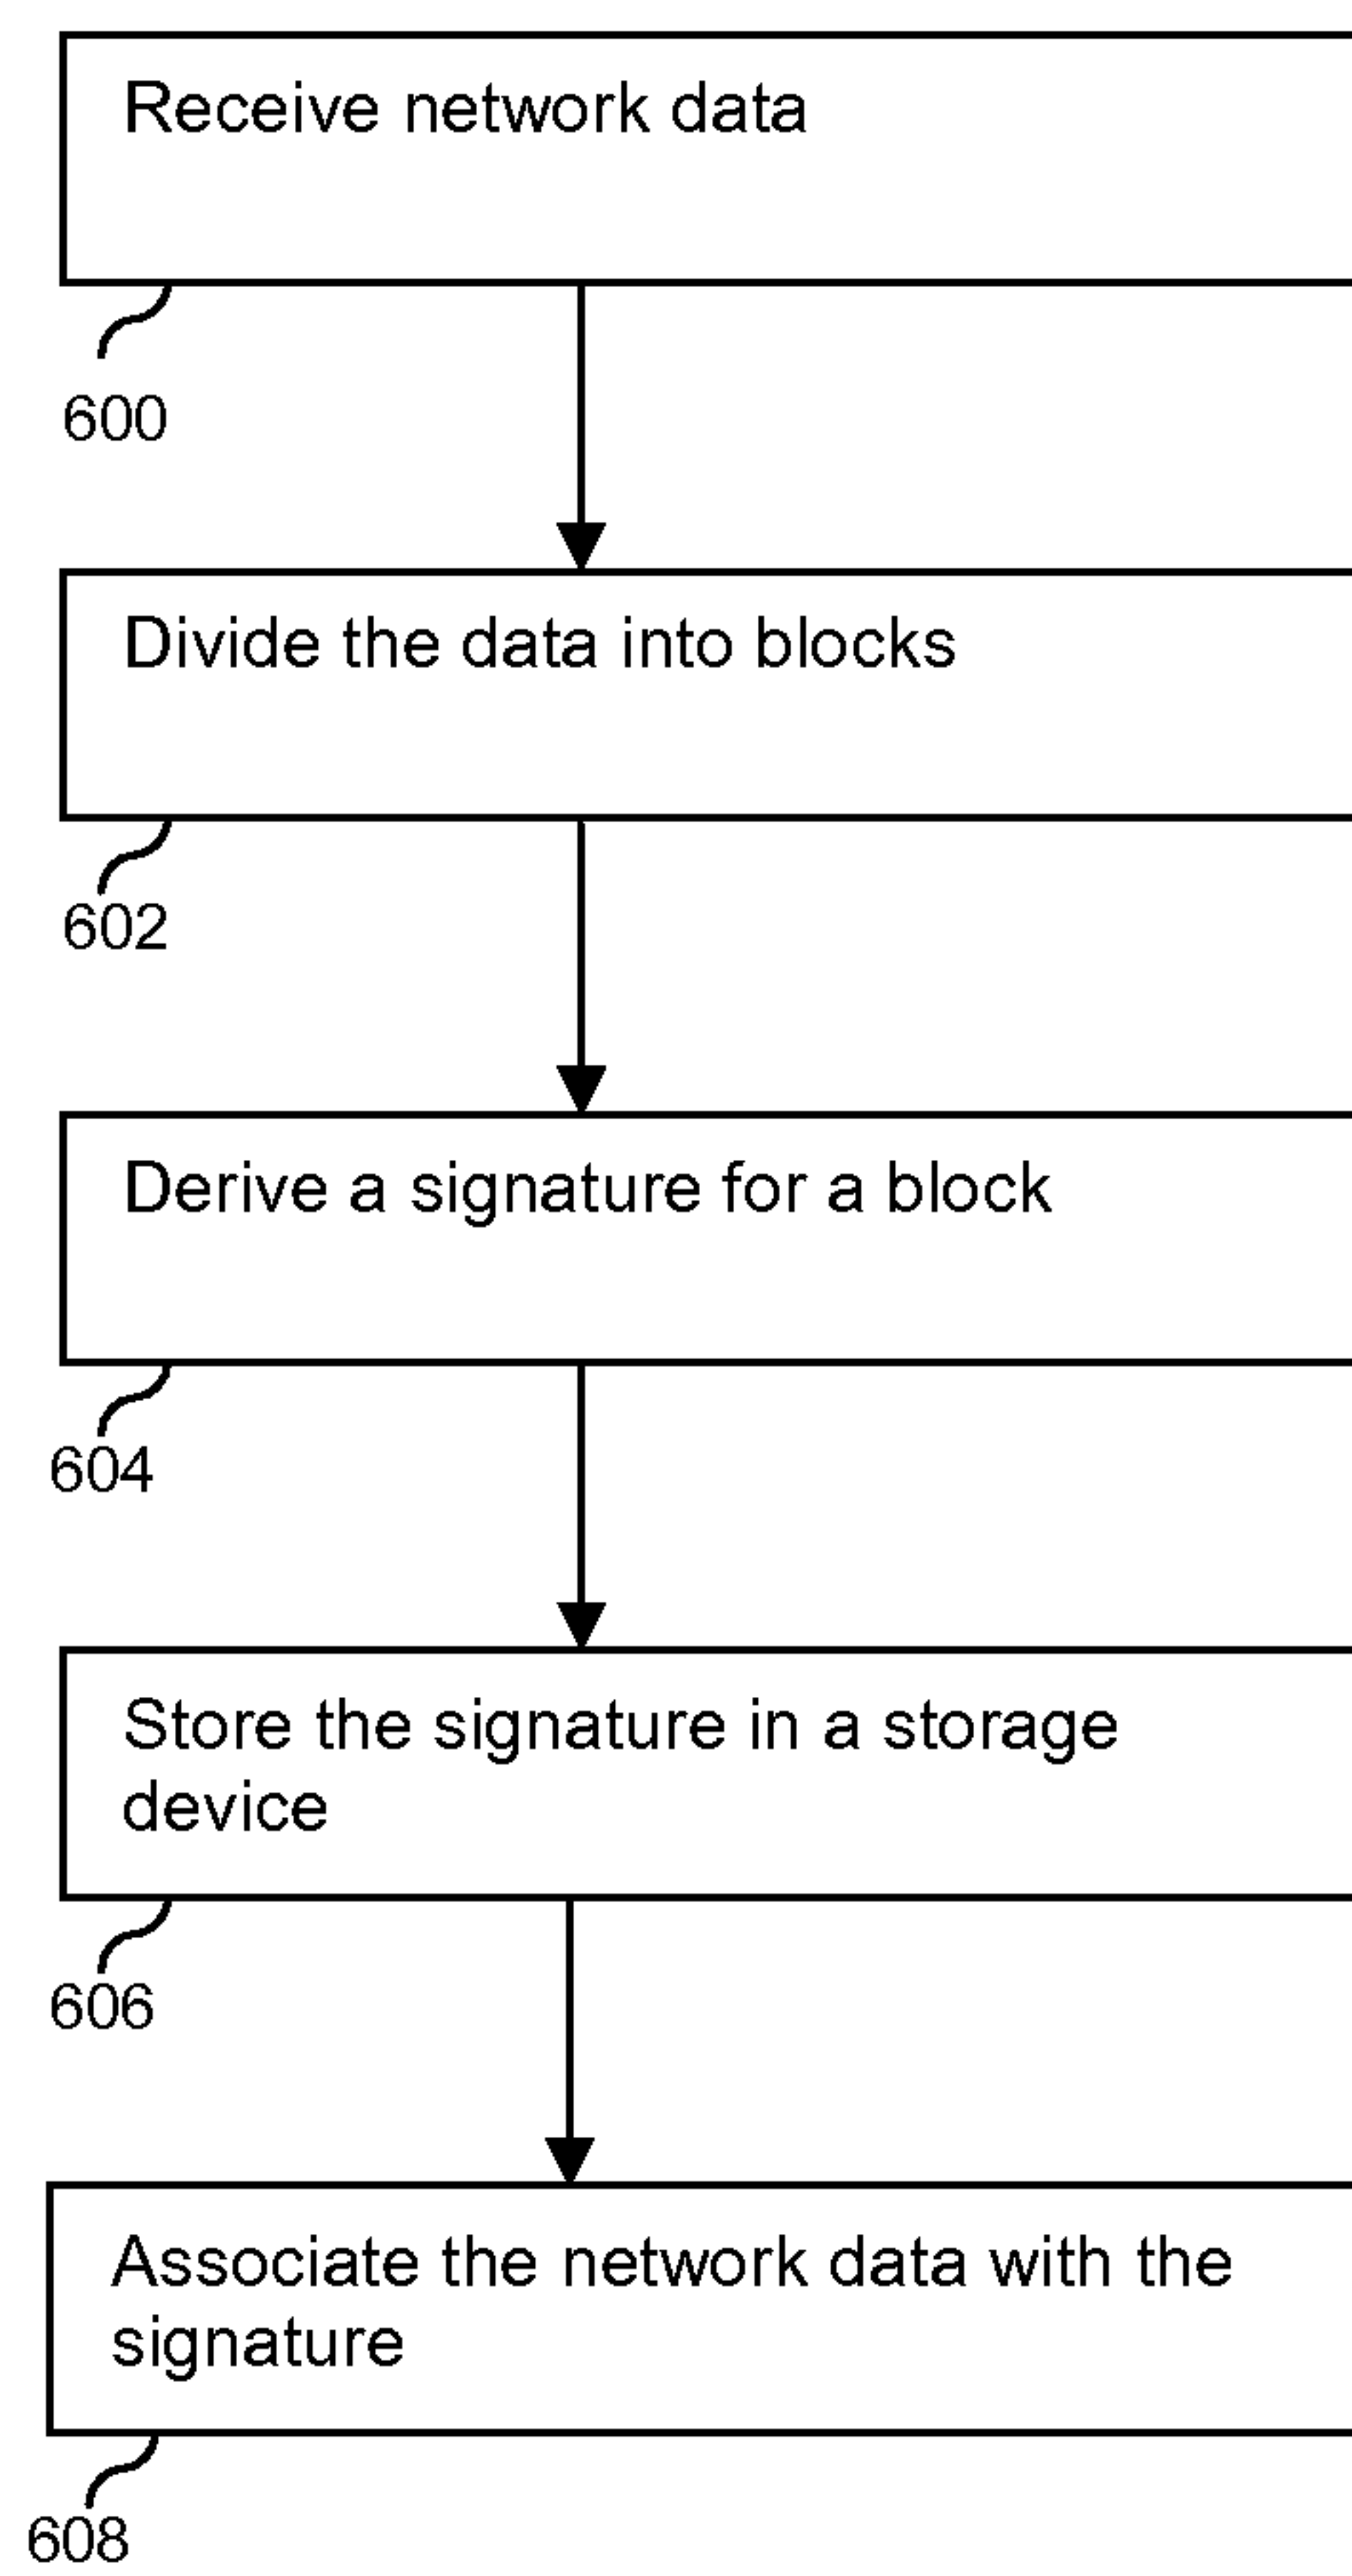 Receive network data
600
Divide the data into blocks
602
Derive a signature for a block
604
Store the signature in a storage
device
606
Associate the network data with the
signature
608